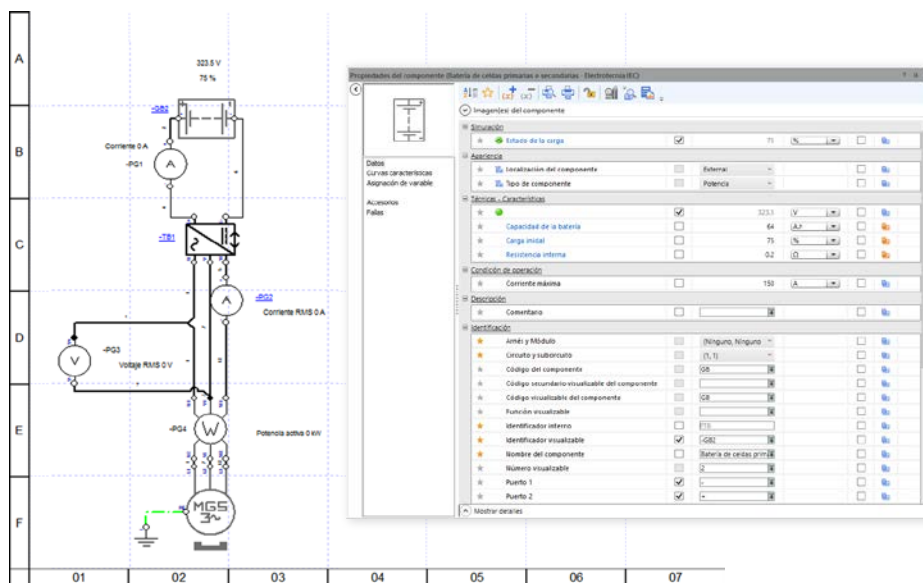 A
B
C
D
E
F
01
02
03
04
05
06
07
323.5 V
75 %
-GB2
Corriente 0 A
-PG1
A
-TB1
A
-PG2
Corriente RMS 0 A
V
-PG3
Voltaje RMS 0 V
-PG4
W
Potencia activa 0 kW
MGS
3~
Propiedades del componente (Batería de celdas primarias o secundarias - Electrotecnia IEC)
Imagen(es) del componente
Datos
Curvas características
Asignación de variable
Accesorios
Fallas
Simulación
Estado de la carga 75 %
Apariencia
Localización del componente Externa:
Tipo de componente Potencia
Técnicas - Características
V
Capacidad de la batería 64
Carga inicial 75 %
Resistencia interna 0.2 Ω
Condición de operación
Corriente máxima 150 A
Descripción
Comentario
Identificación
Arnés y Módulo (Ninguno, Ninguno
Circuito y subcircuito (1, 1)
Código del componente GB
Código secundario visualizable del componente
Código visualizable del componente GB
Función visualizable
Identificador interno
Identificador visualizable -GB2
Nombre del componente Batería de celdas prim
Número visualizable 2
Puerto 1 -
Puerto 2 +
Mostrar detalles